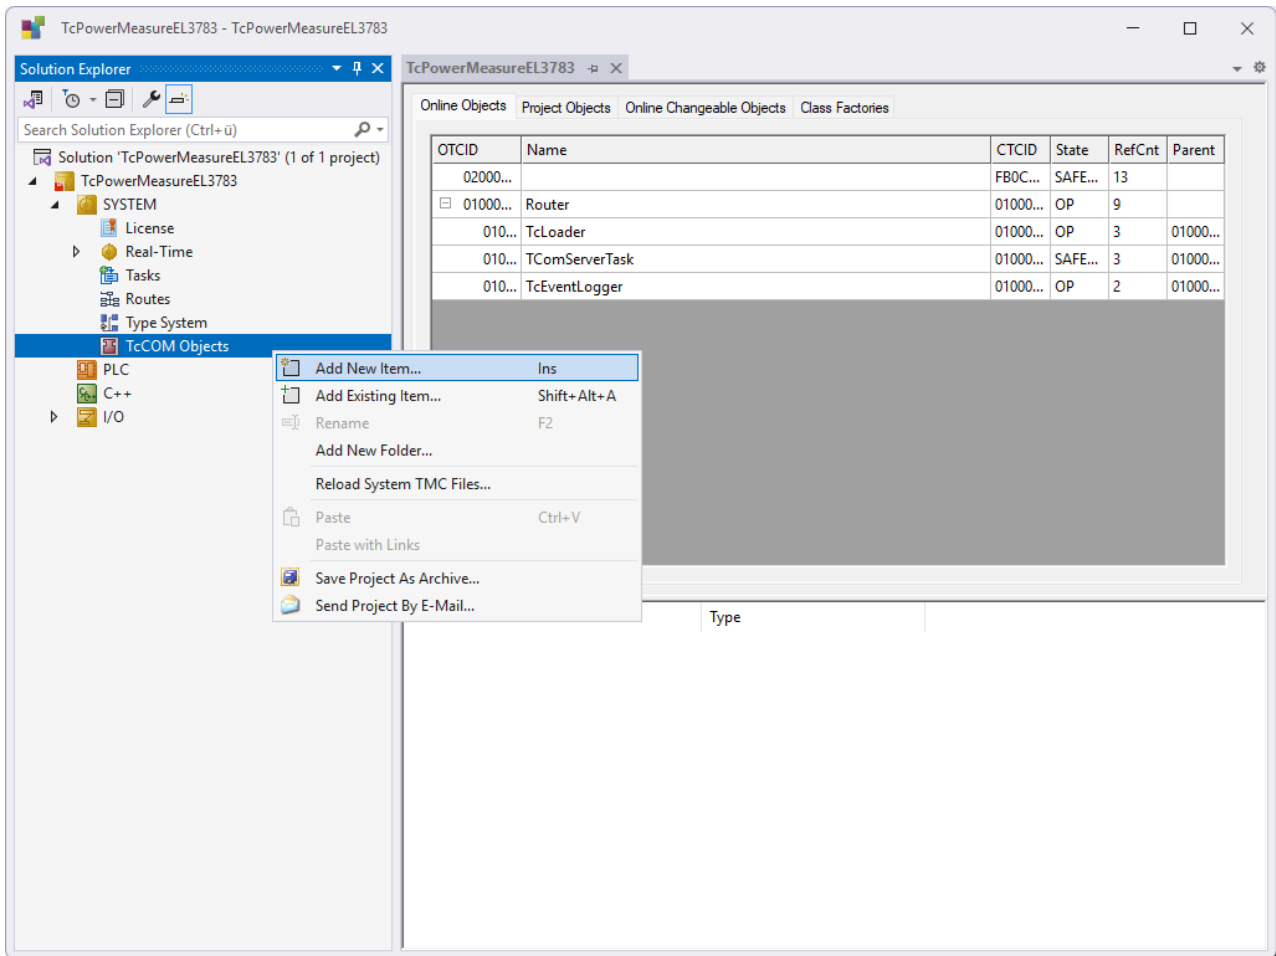 TcPowerMeasureEL3783 - TcPowerMeasureEL3783
Solution Explorer
Search Solution Explorer (Ctrl+ü)
Solution 'TcPowerMeasureEL3783' (1 of 1 project)
TcPowerMeasureEL3783
SYSTEM
License
Real-Time
Tasks
Routes
Type System
TcCOM Objects
PLC
C++
I/O
Add New Item... Ins
Add Existing Item... Shift+Alt+A
Rename F2
Add New Folder...
Reload System TMC Files...
Paste Ctrl+V
Paste with Links
Save Project As Archive...
Send Project By E-Mail...
TcPowerMeasureEL3783
Online Objects Project Objects Online Changeable Objects Class Factories
OTCID Name CTCID State RefCnt Parent
02000... FB0C... SAFE... 13
01000... Router 01000... OP 9
010... TcLoader 01000... OP 3 01000...
010... TComServerTask 01000... SAFE... 3 01000...
010... TcEventLogger 01000... OP 2 01000...
Type